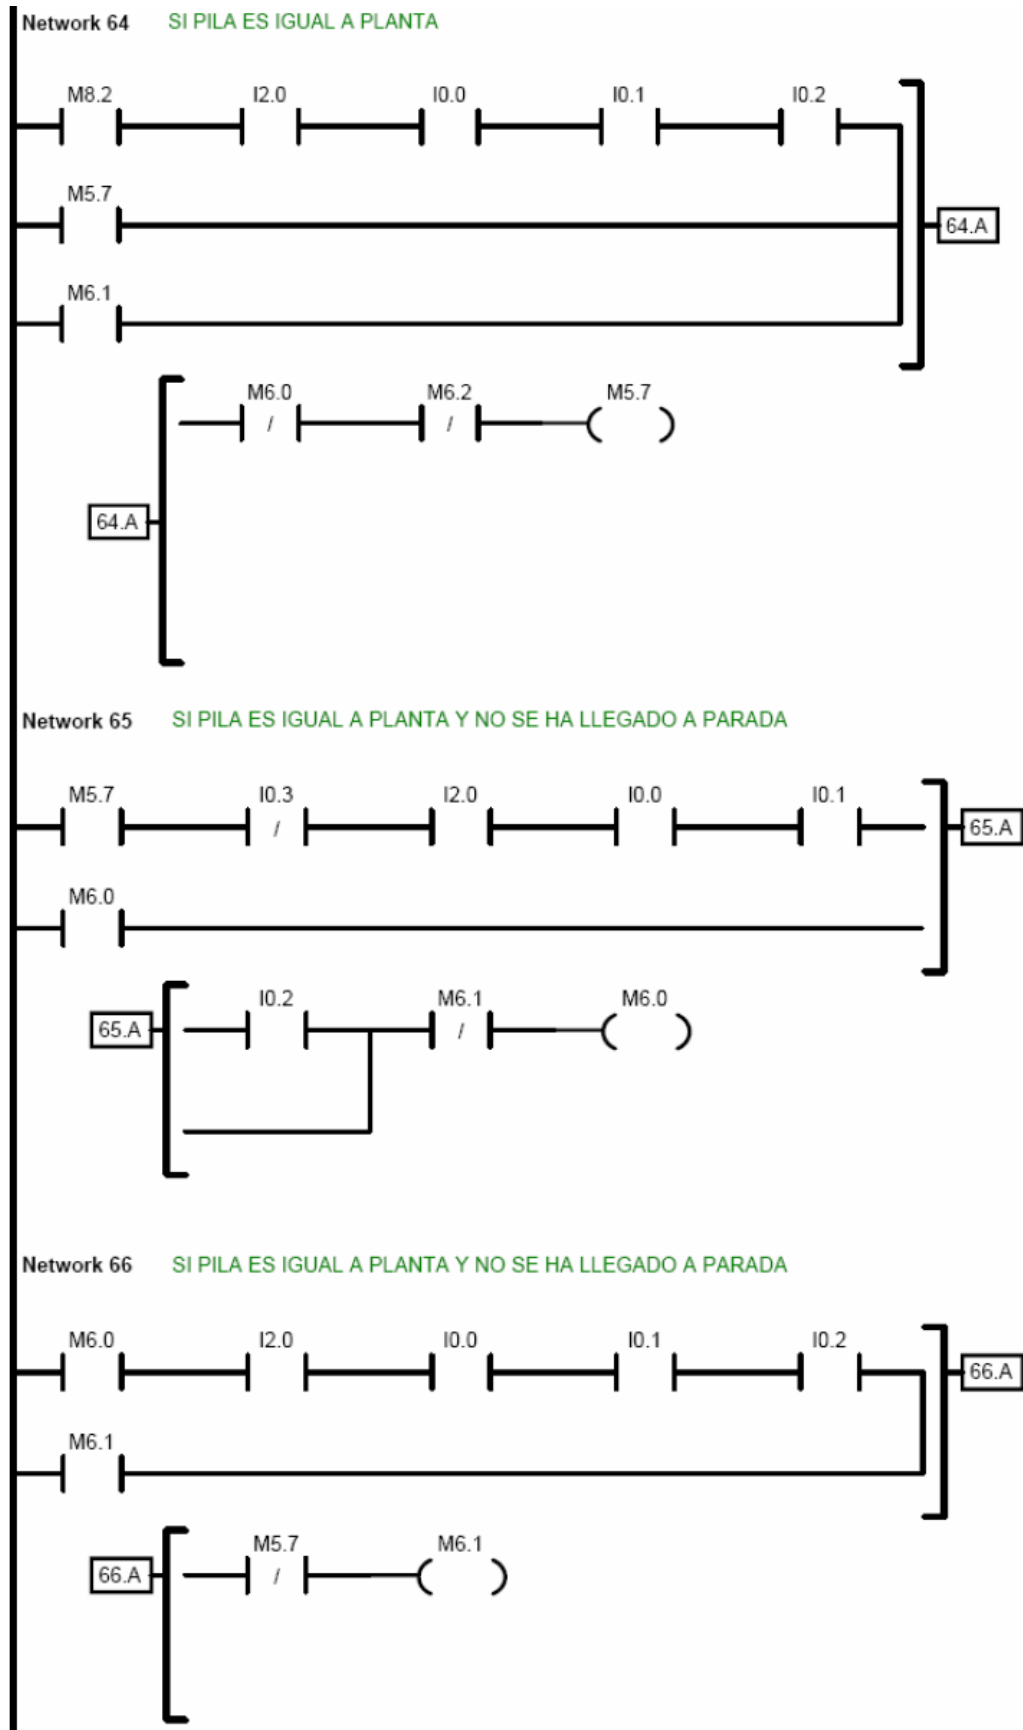 Network 64 SI PILA ES IGUAL A PLANTA
M8.2 I2.0 I0.0 I0.1 I0.2
M5.7
64.A
M6.1
M6.0 M6.2 M5.7
/ /
64.A
Network 65 SI PILA ES IGUAL A PLANTA Y NO SE HA LLEGADO A PARADA
M5.7 I0.3 I2.0 I0.0 I0.1
/ 65.A
M6.0
I0.2 M6.1 M6.0
65.A /
Network 66 SI PILA ES IGUAL A PLANTA Y NO SE HA LLEGADO A PARADA
M6.0 I2.0 I0.0 I0.1 I0.2
66.A
M6.1
M5.7 M6.1
66.A /